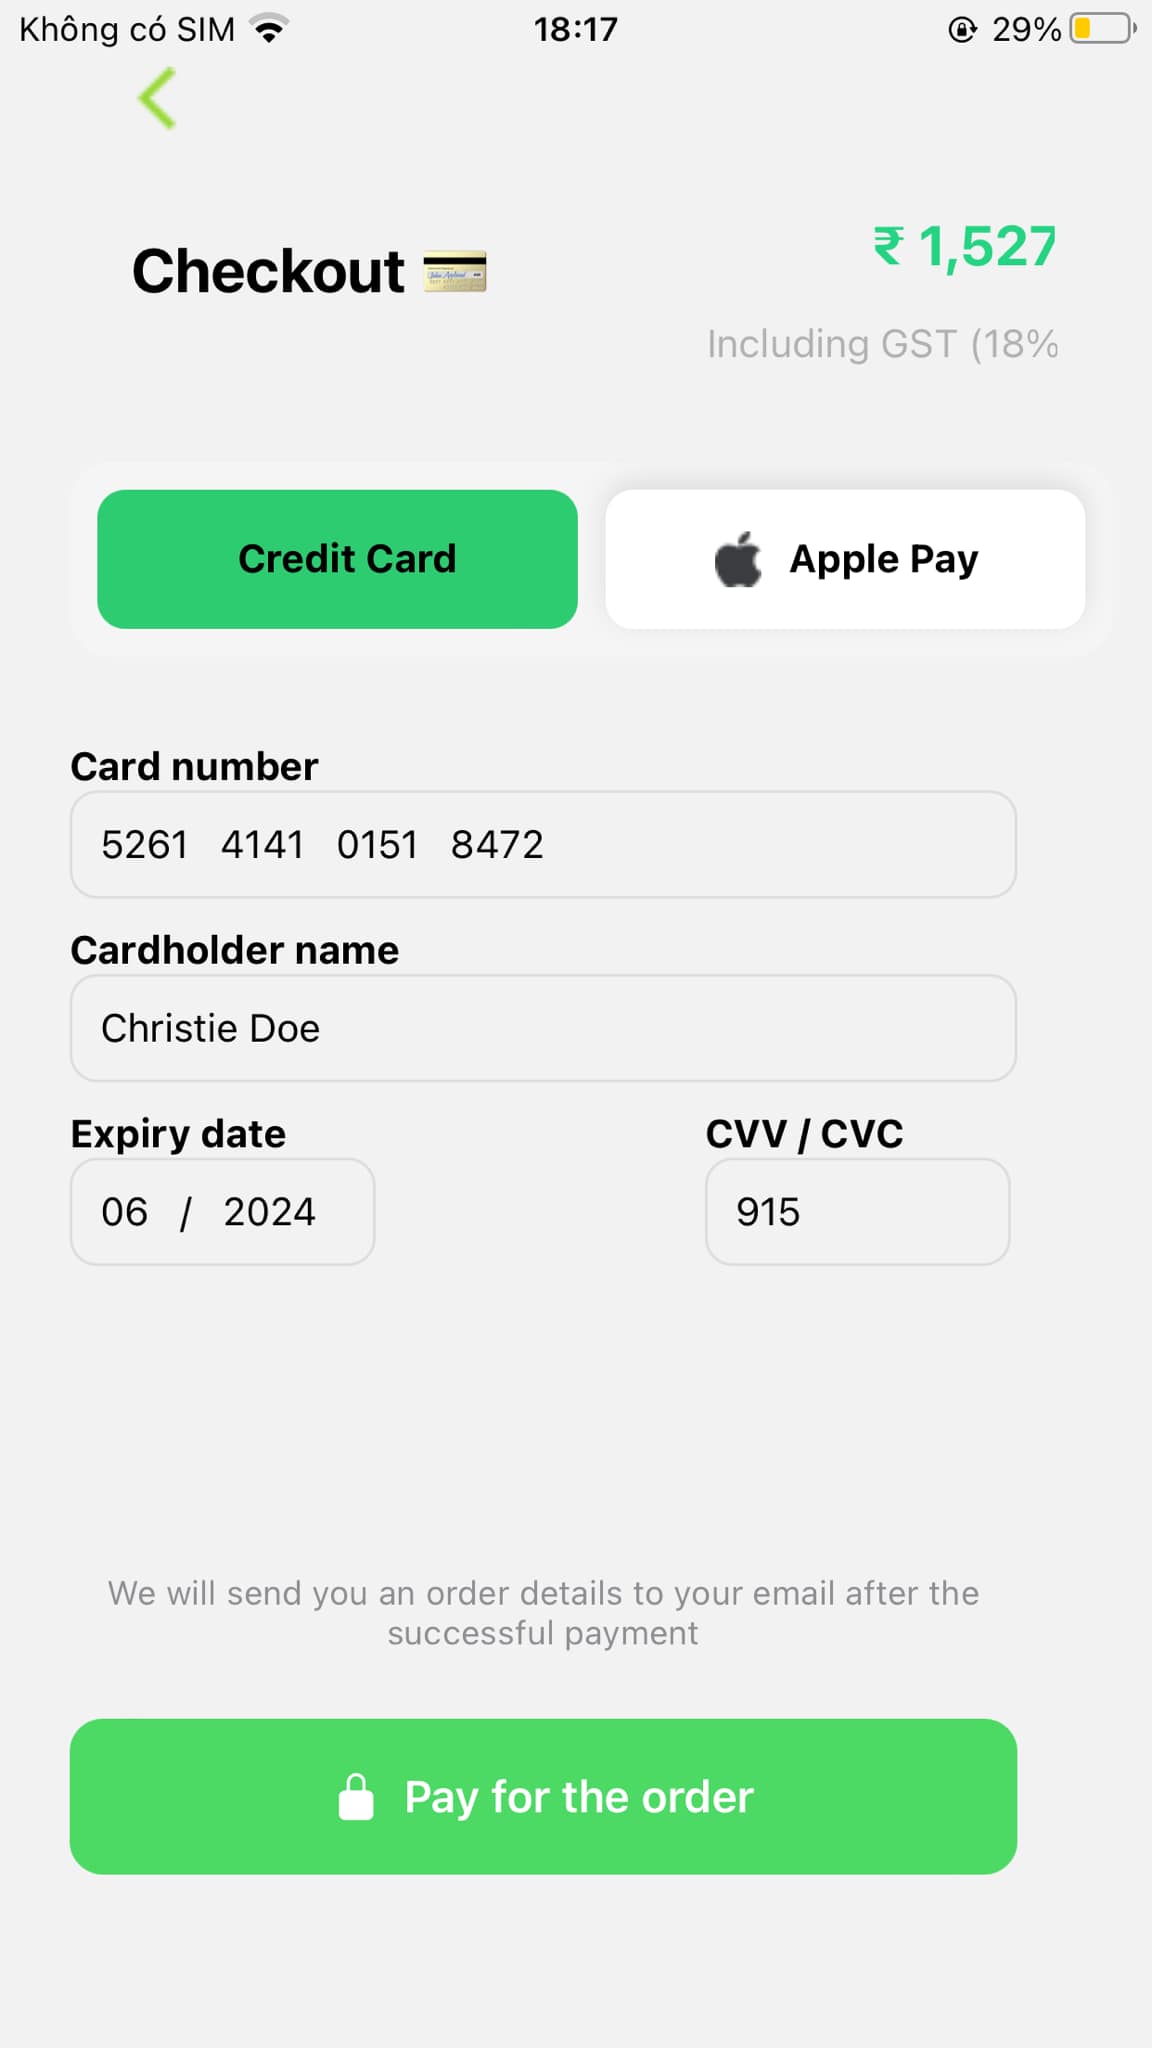 Không có SIM 18:17 29%
Checkout
₹ 1,527
Including GST (18%
Credit Card Apple Pay
Card number
5261 4141 0151 8472
Cardholder name
Christie Doe
Expiry date CVV / CVC
06 / 2024 915
We will send you an order details to your email after the
successful payment
Pay for the order